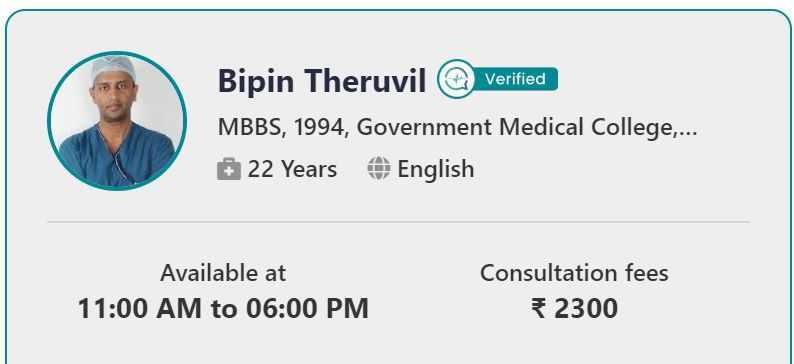 Bipin Theruvil Verified
MBBS, 1994, Government Medical College,...
22 Years English
Available at Consultation fees
11:00 AM to 06:00 PM ₹ 2300